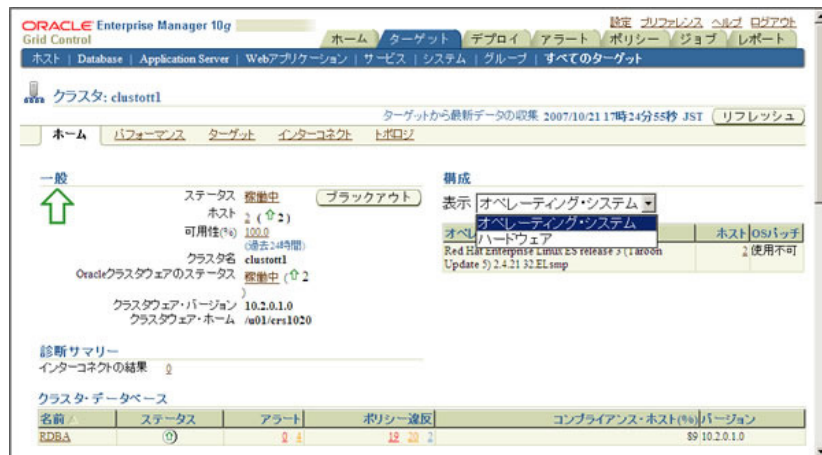 ORACLE Enterprise Manager 10g
Grid Control
設定 プリファレンス ヘルプ ログアウト
ホーム ターゲット デプロイ アラート ポリシー ジョブ レポート
ホスト | Database | Application Server | Webアプリケーション | サービス | システム | グループ | すべてのターゲット
クラスタ: clustott1
ターゲットから最新データの収集 2007/10/21 17時24分55秒 JST リフレッシュ
ホーム パフォーマンス ターゲット インターコネクト トポロジ
一般
ステータス 稼働中 ブラックアウト
ホスト 2 ( 2)
可用性(%) 100.0
(過去24時間)
クラスタ名 clustott1
Oracleクラスタウェアのステータス 稼働中 ( 2
)
クラスタウェア・バージョン 10.2.0.1.0
クラスタウェア・ホーム /u01/crs1020
構成
表示 オペレーティング・システム
オペレーティング・システム
ハードウェア
オペレ ホスト OSパッチ
Red Hat Enterprise Linux ES release 3 (Taroon
Update 5) 2.4.21 32.ELsmp 2 使用不可
診断サマリー
インターコネクトの結果 0
クラスタ・データベース
名前 ステータス アラート ポリシー違反 コンプライアンス・ホスト(%) バージョン
RDBA 0 4 19 20 2 89 10.2.0.1.0